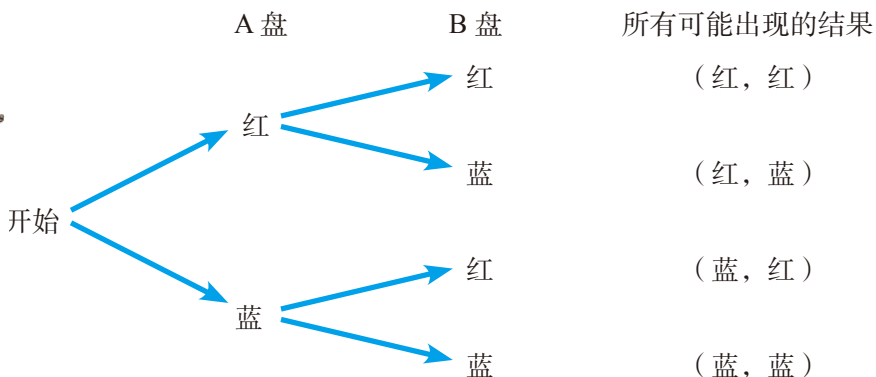 A 盘 B 盘 所有可能出现的结果
红 （红，红）
红
蓝 （红，蓝）
开始
红 （蓝，红）
蓝
蓝 （蓝，蓝）